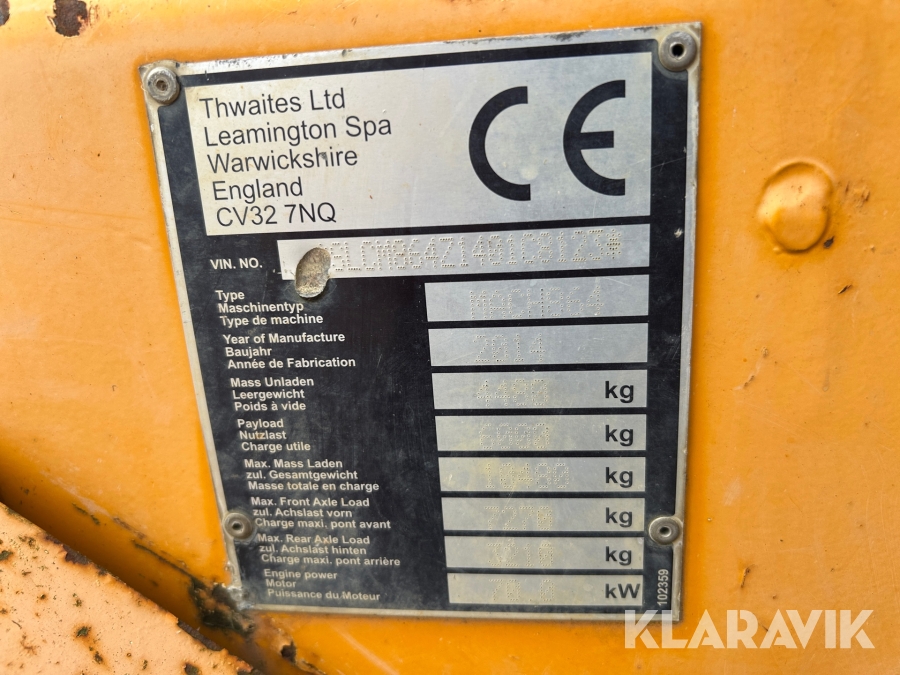 Thwaites Ltd
Leamington Spa
Warwickshire
England
CV32 7NQ
CE
VIN. NO.
Type
Maschinentyp
Type de machine
MACH864
Year of Manufacture
Baujahr
Année de Fabrication
2014
Mass Unladen
Leergewicht
Poids à vide
kg
Payload
Nutzlast
Charge utile
6000 kg
Max. Mass Laden
zul. Gesamtgewicht
Masse totale en charge
kg
Max. Front Axle Load
zul. Achslast vorn
Charge maxi. pont avant
kg
Max. Rear Axle Load
zul. Achslast hinten
Charge maxi. pont arrière
kg
Engine power
Motor
Puissance du Moteur
kW
102359
KLARAVIK